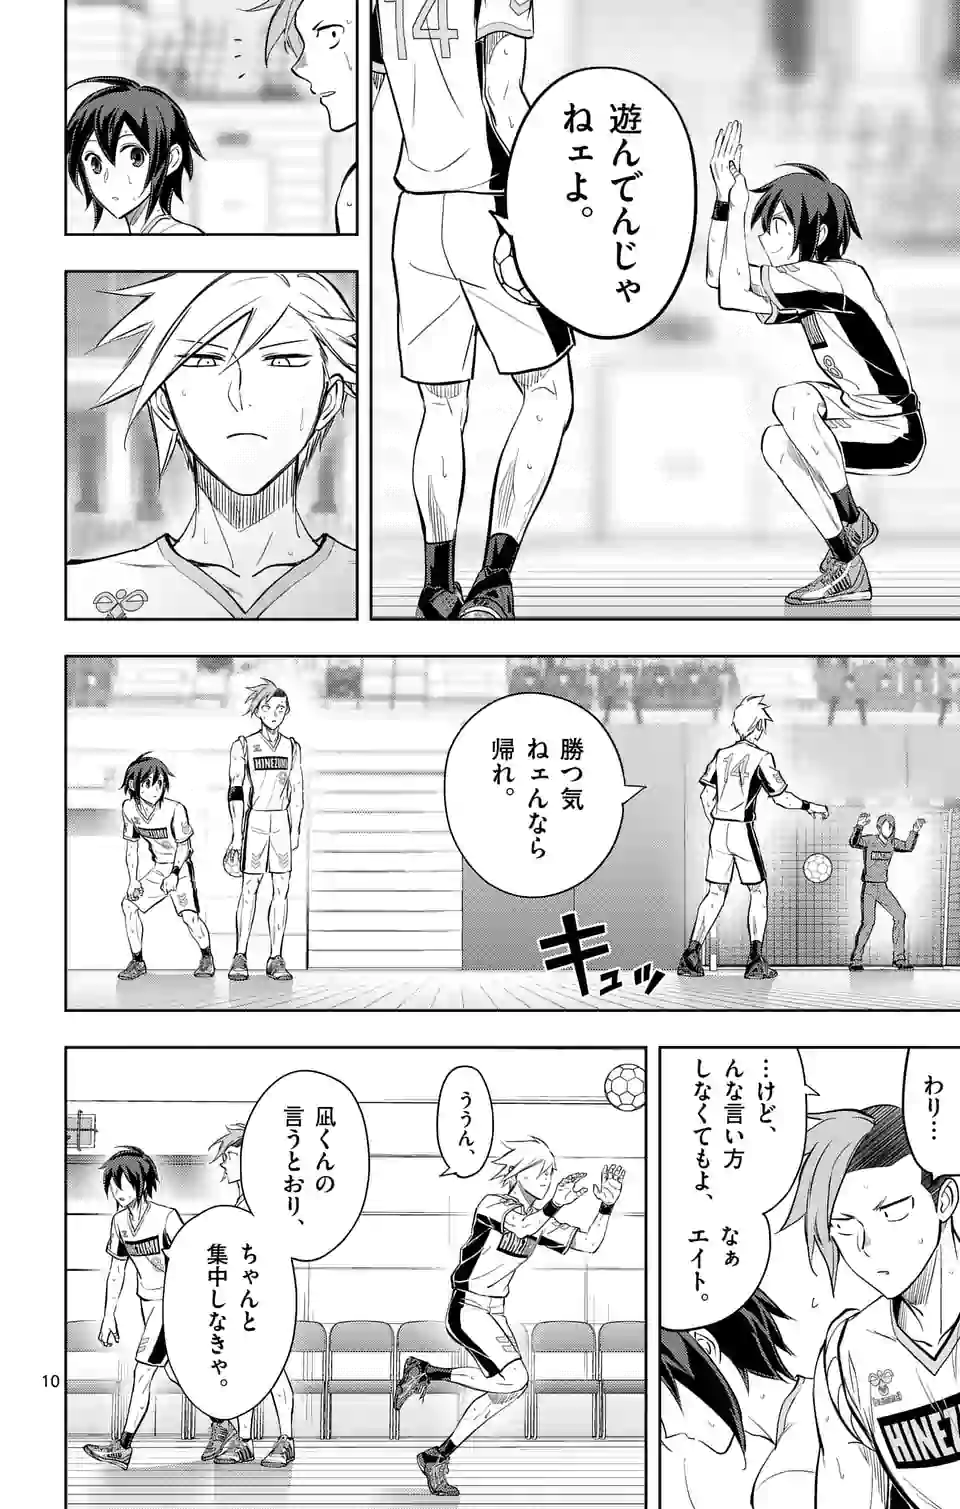 遊んでんじゃ
ねェよ。
14
8
勝つ気
ねェんなら
帰れ。
HINEZUMI
14
キュッ
わり…
…けど、
んな言い方
しなくてもよ、
なぁ
エイト。
HINEZ
ううん、
凪くんの
言うとおり、
ちゃんと
集中しなきゃ。
10